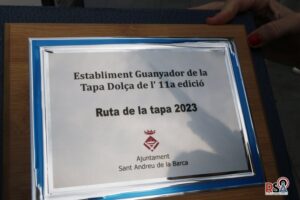 Establiment Guanyador de la
Tapa Dolça de l' 11a edició
Ruta de la tapa 2023
Ajuntament
Sant Andreu de la Barca